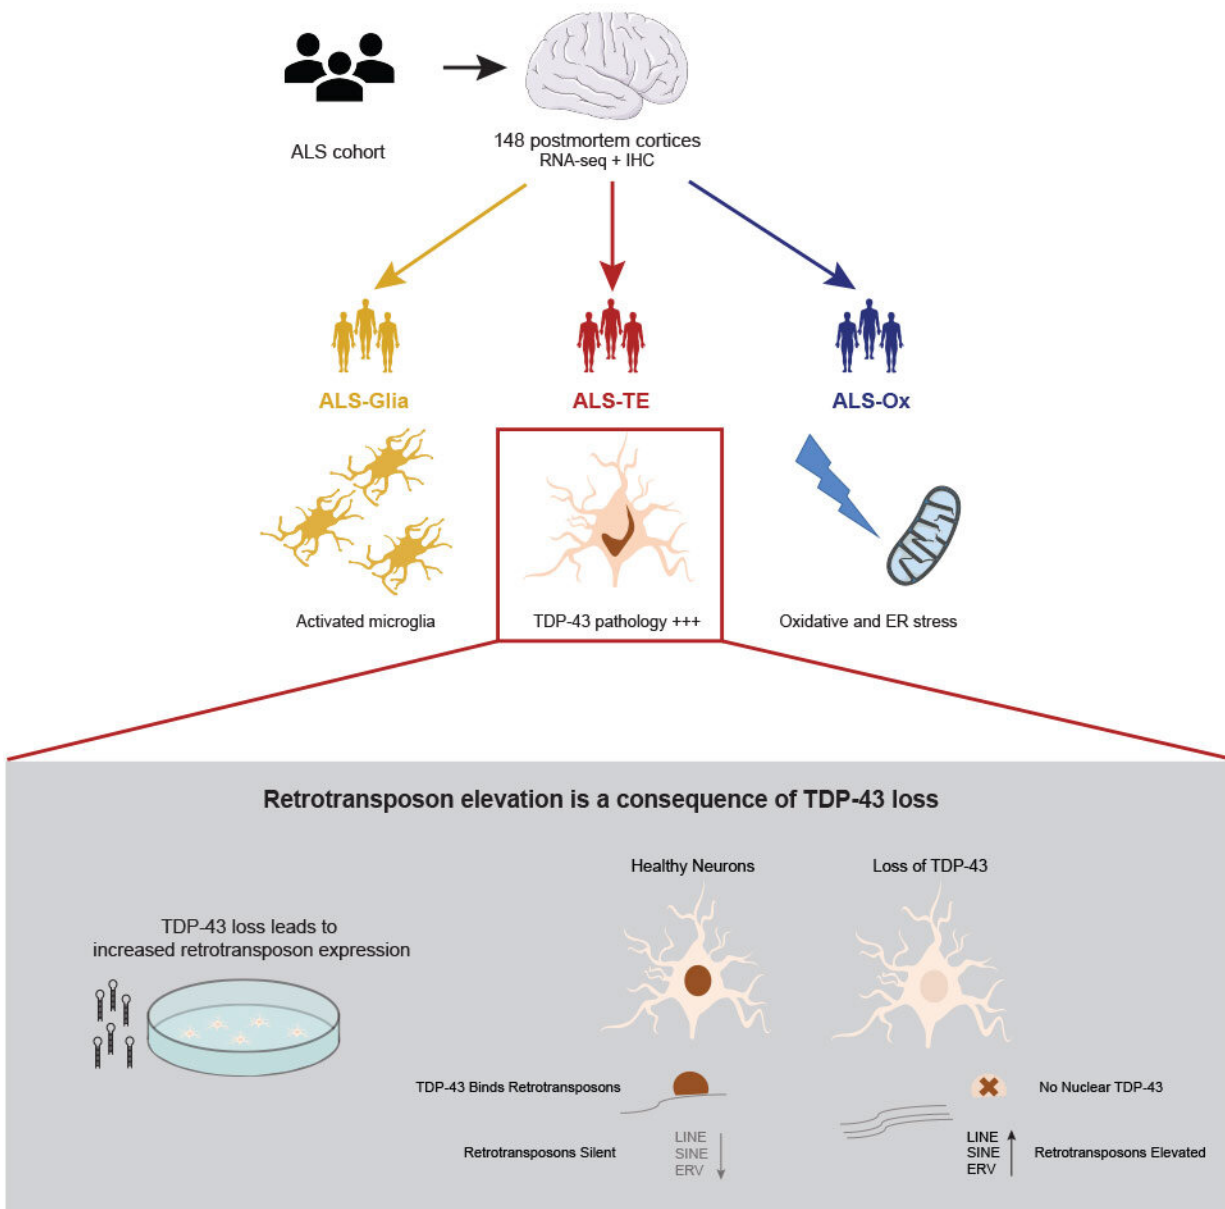 ALS cohort
148 postmortem cortices
RNA-seq + IHC
ALS-Glia
ALS-TE
ALS-Ox
Activated microglia
TDP-43 pathology +++
Oxidative and ER stress
Retrotransposon elevation is a consequence of TDP-43 loss
TDP-43 loss leads to
increased retrotransposon expression
Healthy Neurons
Loss of TDP-43
TDP-43 Binds Retrotransposons
No Nuclear TDP-43
Retrotransposons Silent
LINE
SINE
ERV
LINE
SINE
ERV
Retrotransposons Elevated